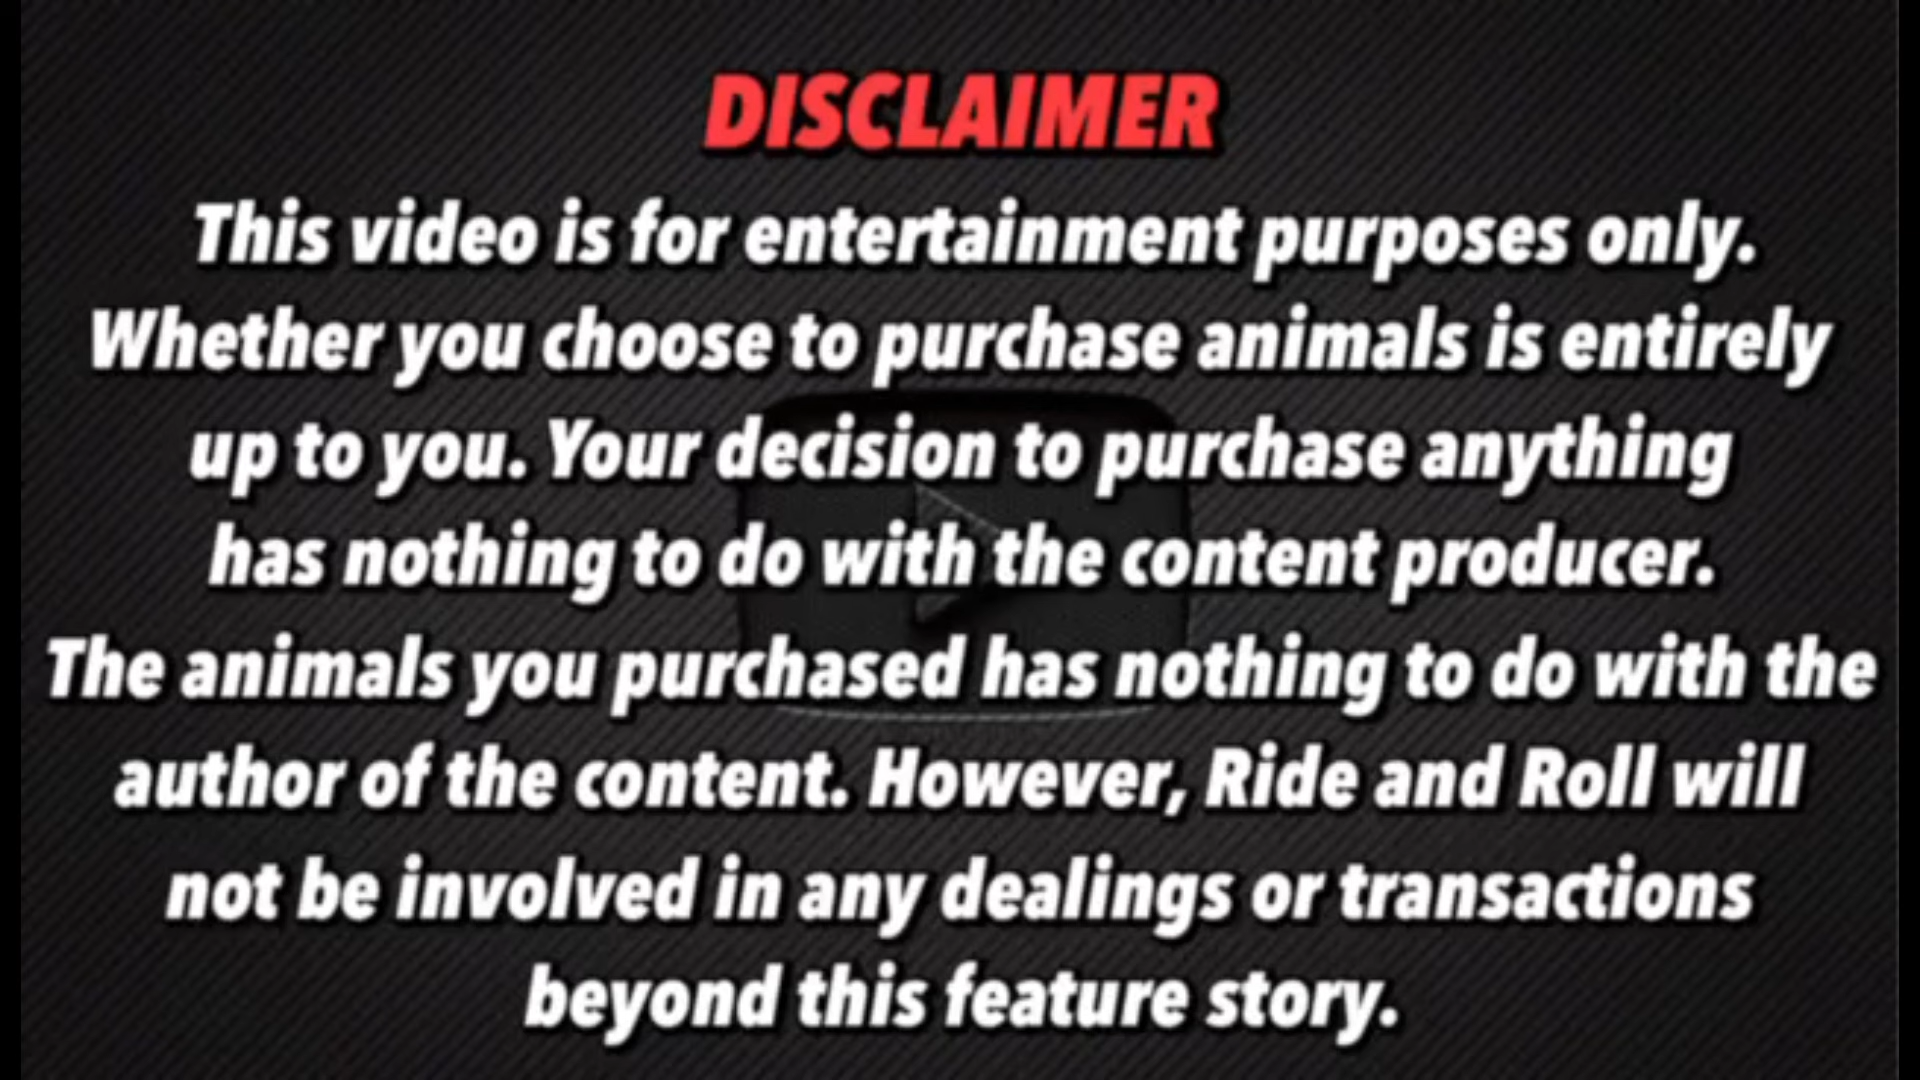 DISCLAIMER
This video is for entertainment purposes only.
Whether you choose to purchase animals is entirely
up to you. Your decision to purchase anything
has nothing to do with the content producer.
The animals you purchased has nothing to do with the
author of the content. However, Ride and Roll will
not be involved in any dealings or transactions
beyond this feature story.